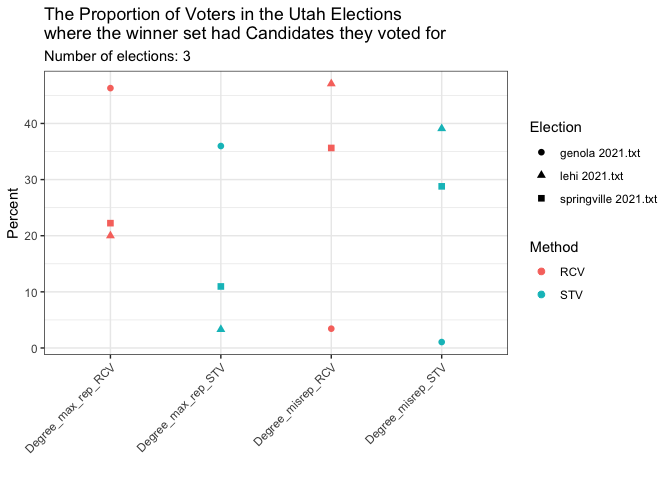 The Proportion of Voters in the Utah Elections
where the winner set had Candidates they voted for
Number of elections: 3
Percent
40
30
20
10
0
Degree_max_rep_RCV
Degree_max_rep_STV
Degree_misrep_RCV
Degree_misrep_STV
Election
genola 2021.txt
lehi 2021.txt
springville 2021.txt
Method
RCV
STV